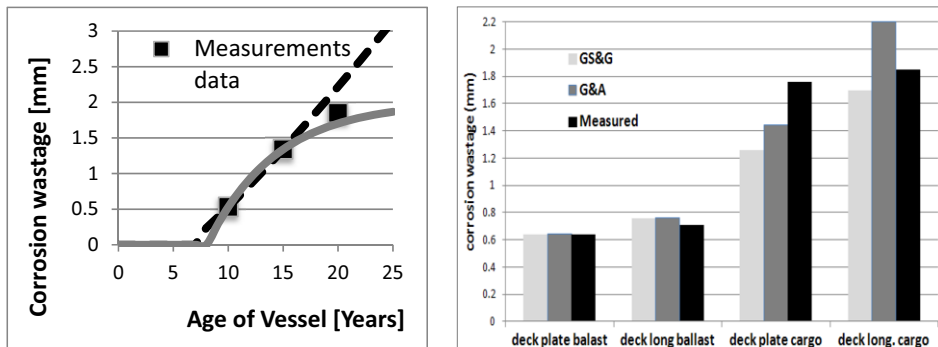 Corrosion wastage [mm]
3
2.5
2
1.5
1
0.5
0
Measurements
data
0 5 10 15 20 25
Age of Vessel [Years]
corrosion wastage (mm)
2.2
2
1.8
1.6
1.4
1.2
1
0.8
0.6
0.4
0.2
0
GS&G
G&A
Measured
deck plate balast deck long ballast deck plate cargo deck long. cargo